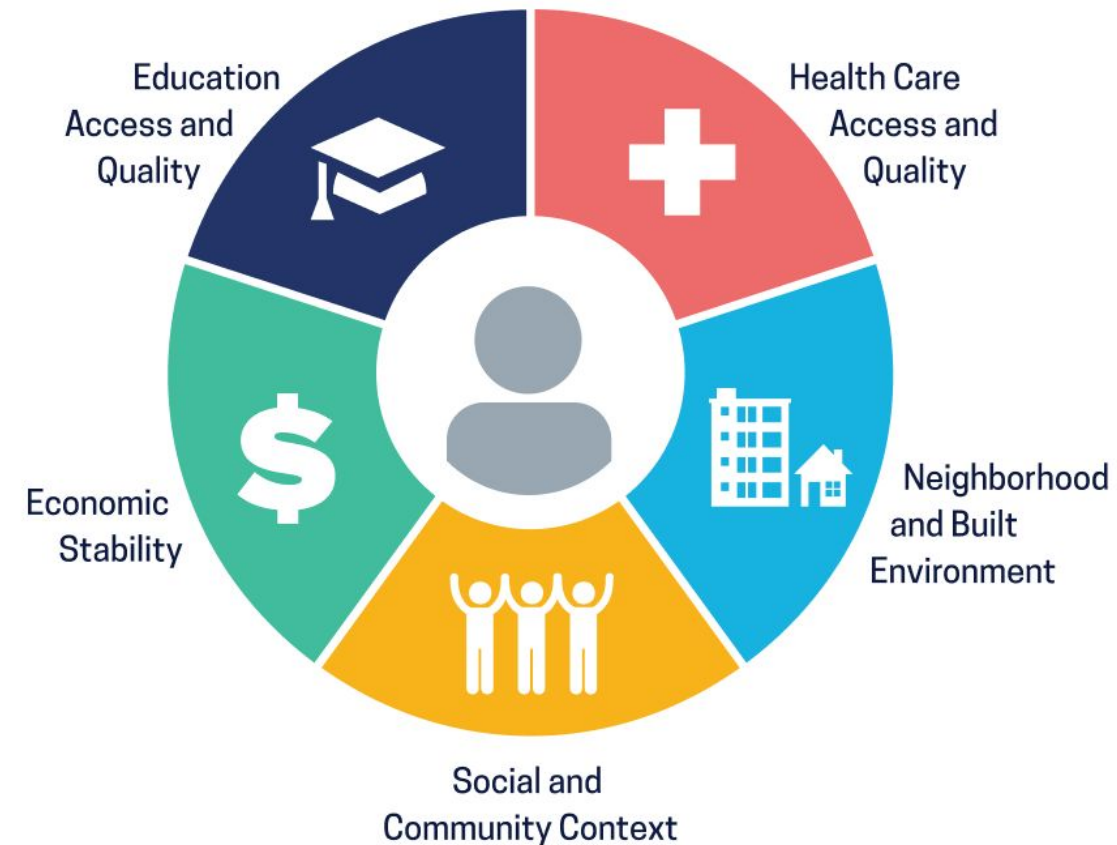 Education
Access and
Quality
Health Care
Access and
Quality
Economic
Stability
Neighborhood
and Built
Environment
Social and
Community Context